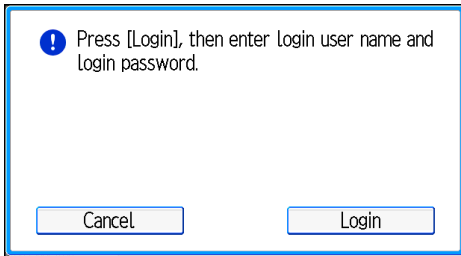 Press [Login], then enter login user name and
login password.
Cancel
Login